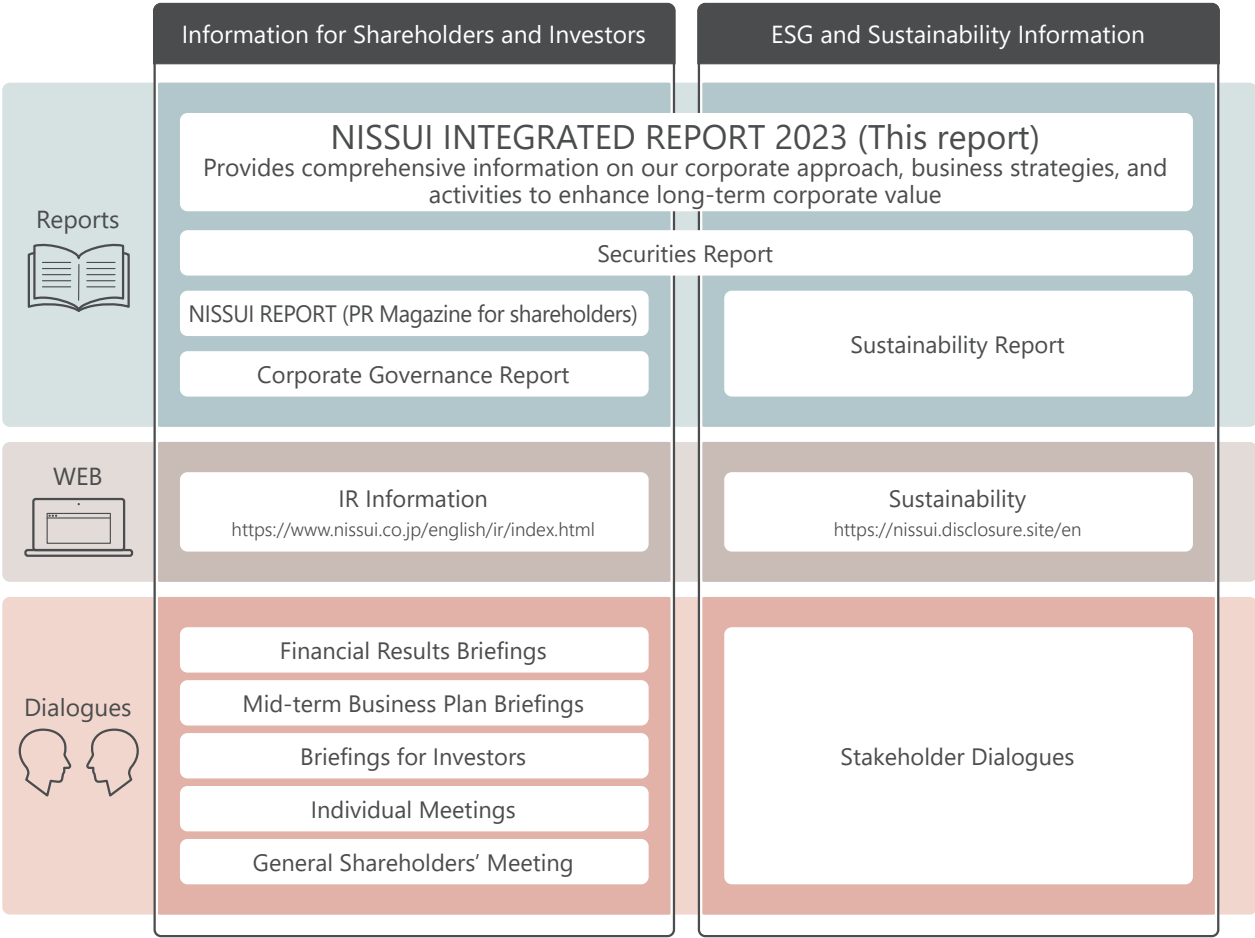 Information for Shareholders and Investors
ESG and Sustainability Information
Reports
NISSUI INTEGRATED REPORT 2023 (This report)
Provides comprehensive information on our corporate approach, business strategies, and
activities to enhance long-term corporate value
Securities Report
NISSUI REPORT (PR Magazine for shareholders)
Corporate Governance Report
Sustainability Report
WEB
IR Information
https://www.nissui.co.jp/english/ir/index.html
Sustainability
https://nissui.disclosure.site/en
Dialogues
Financial Results Briefings
Mid-term Business Plan Briefings
Briefings for Investors
Individual Meetings
General Shareholders’ Meeting
Stakeholder Dialogues